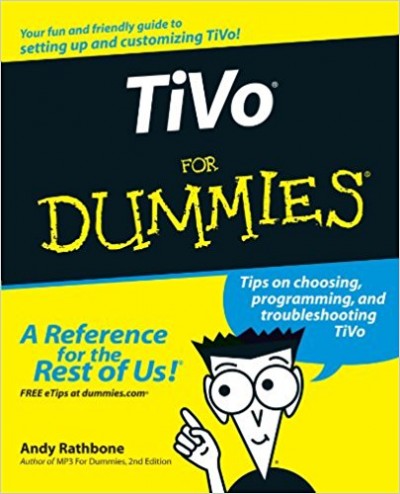 Your fun and friendly guide to
setting up and customizing TiVo!
TiVo®
FOR
DUMMIES®
Tips on choosing,
programming, and
troubleshooting
TiVo
A Reference
for the
Rest of Us!®
FREE eTips at dummies.com®
Andy Rathbone
Author of MP3 For Dummies, 2nd Edition